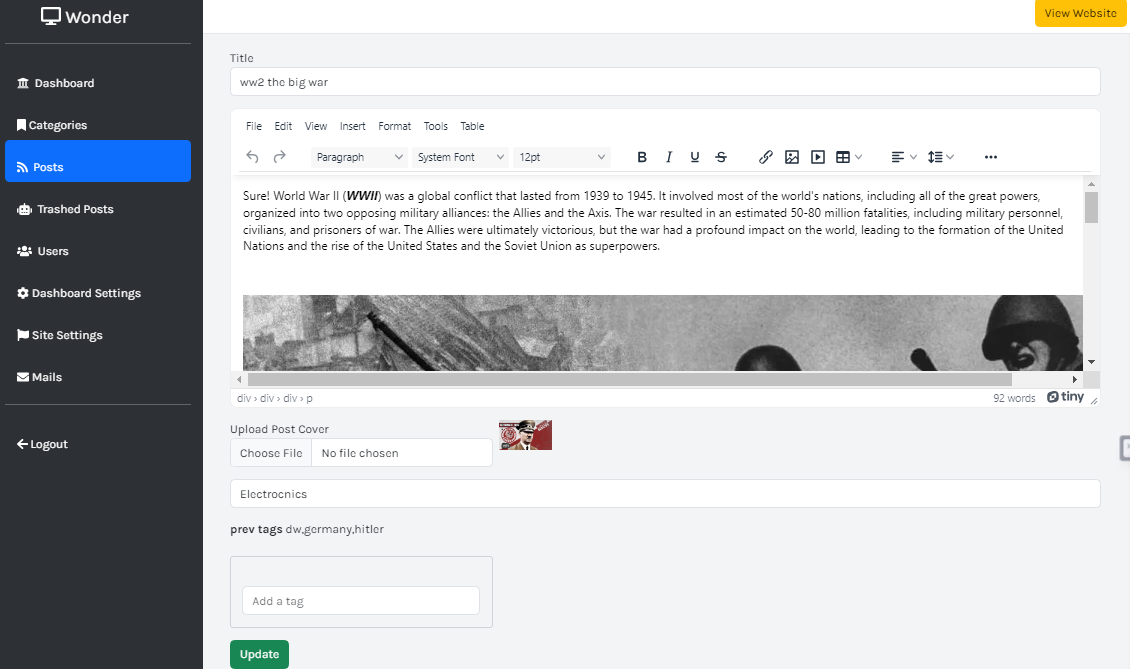 Wonder
View Website
Dashboard
Categories
Posts
Trashed Posts
Users
Dashboard Settings
Site Settings
Mails
Logout
Title
ww2 the big war
File Edit View Insert Format Tools Table
Paragraph System Font 12pt B I U S
Sure! World War II (WWII) was a global conflict that lasted from 1939 to 1945. It involved most of the world's nations, including all of the great powers,
organized into two opposing military alliances: the Allies and the Axis. The war resulted in an estimated 50-80 million fatalities, including military personnel,
civilians, and prisoners of war. The Allies were ultimately victorious, but the war had a profound impact on the world, leading to the formation of the United
Nations and the rise of the United States and the Soviet Union as superpowers.
div › div › div › p 92 words tiny
Upload Post Cover
Choose File No file chosen
Electrocnics
prev tags dw,germany,hitler
Add a tag
Update